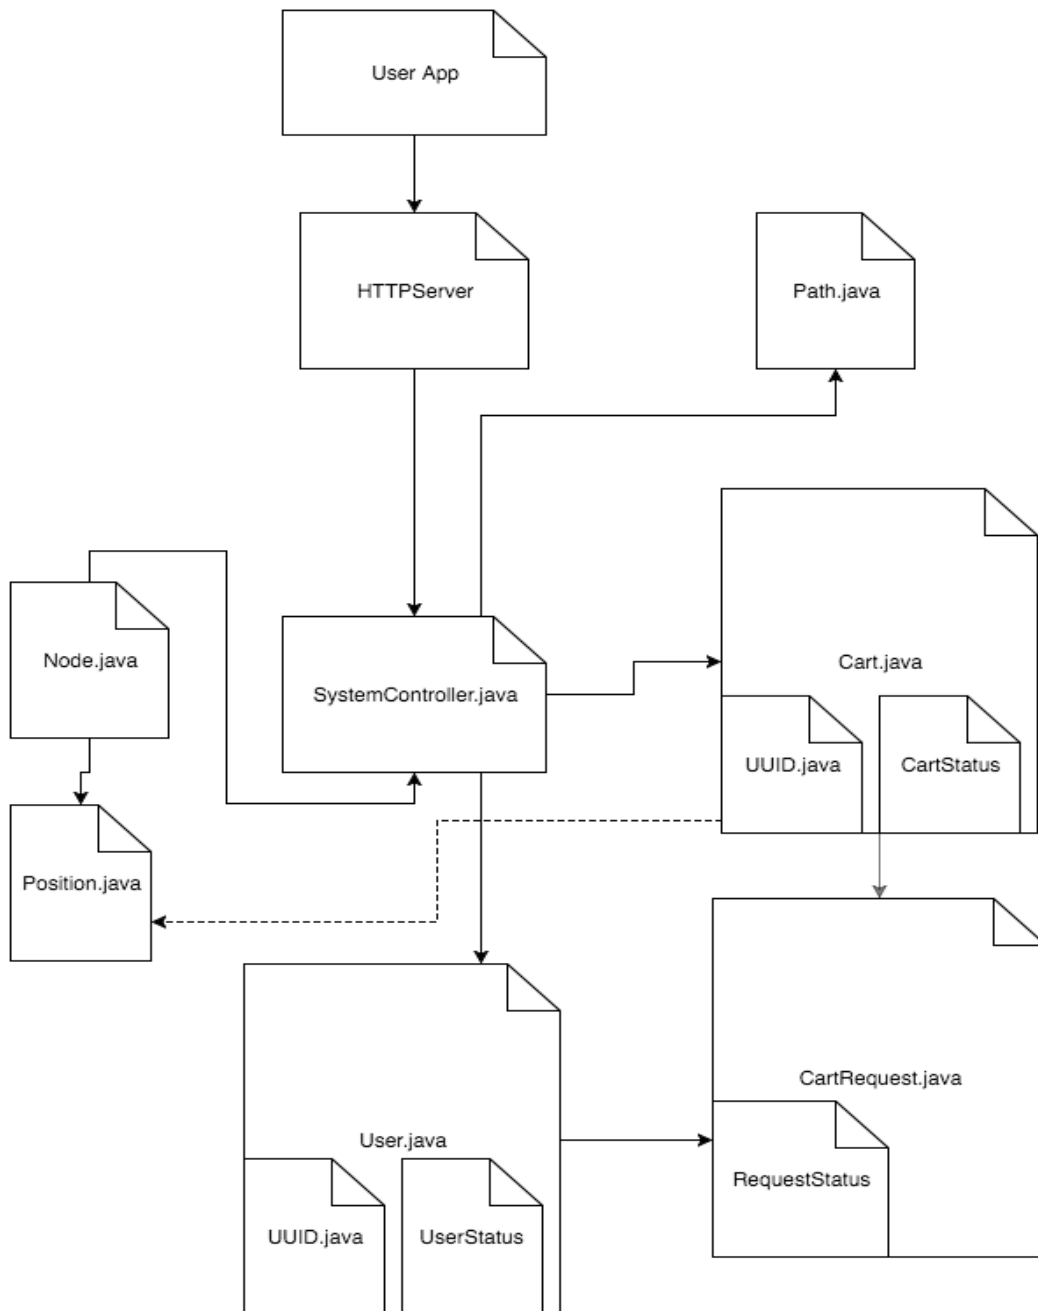 User App
HTTPServer
Path.java
Node.java
SystemController.java
Cart.java
UUID.java
CartStatus
Position.java
CartRequest.java
User.java
RequestStatus
UUID.java
UserStatus